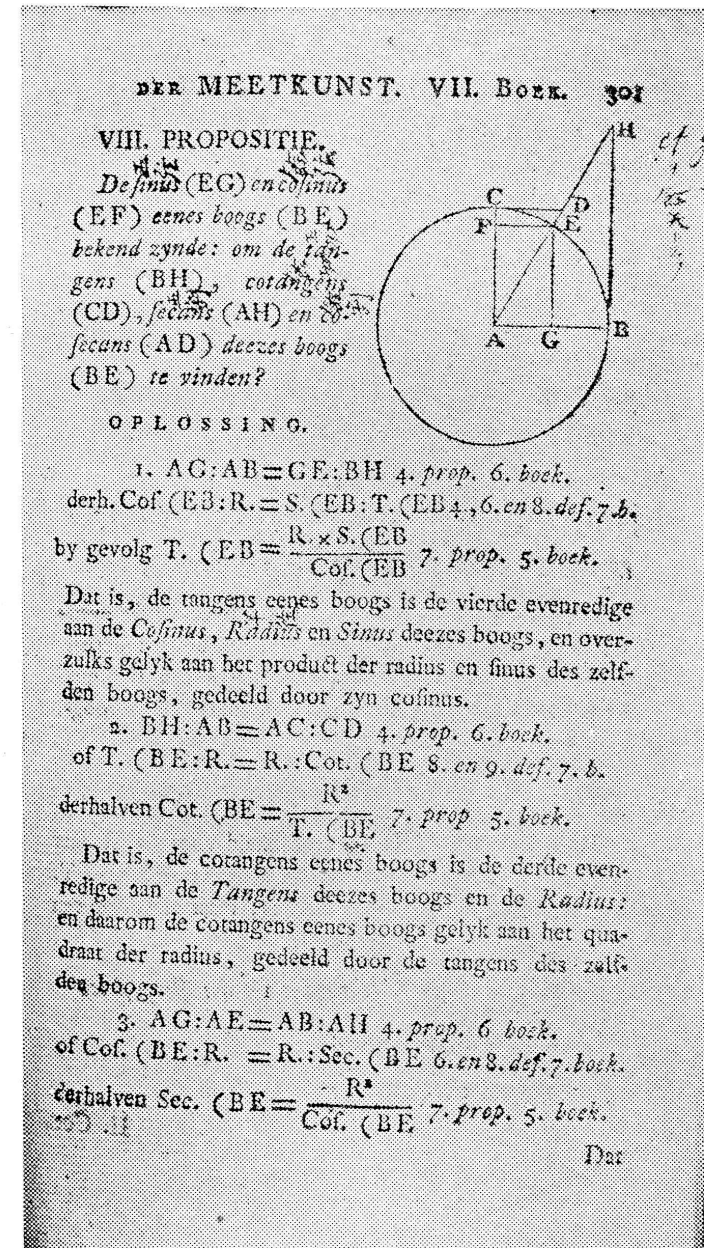 DER MEETKUNST. VII. BOEK. 301
VIII. PROPOSITIE.
De sinus (EG) en cosinus
(EF) eenes boogs (BE)
bekend zynde: om de tan-
gens (BH), cotangens
(CD), secans (AH) en co-
secans (AD) deezes boogs
(BE) te vinden?
H
C
D
F
E
A
G
B
OPLOSSING.
1. AG:AB=GE:BH 4. prop. 6. boek.
derh. Cof (EB:R.=S. (EB:T. (EB 4., 6. en 8. def. 7. b.
by gevolg T. (EB = R. × S. (EB / Cof. (EB 7. prop. 5. boek.
Dat is, de tangens eenes boogs is de vierde evenredige
aan de Cosinus, Radius en Sinus deezes boogs, en over-
zulks gelyk aan het product der radius en sinus des zelf-
den boogs, gedeeld door zyn cosinus.
2. BH:AB=AC:CD 4. prop. 6. boek.
of T. (BE:R.=R.:Cot. (BE 8. en 9. def. 7. b.
derhalven Cot. (BE = R² / T. (BE 7. prop 5. boek.
Dat is, de cotangens eenes boogs is de derde even-
redige aan de Tangens deezes boogs en de Radius:
en daarom de cotangens eenes boogs gelyk aan het qua-
draat der radius, gedeeld door de tangens des zelf-
den boogs.
3. AG:AE=AB:AH 4. prop. 6 boek.
of Cof. (BE:R. =R.:Sec. (BE 6. en 8. def. 7. boek.
derhalven Sec. (BE = R² / Cof. (BE 7. prop. 5. boek.
Dat